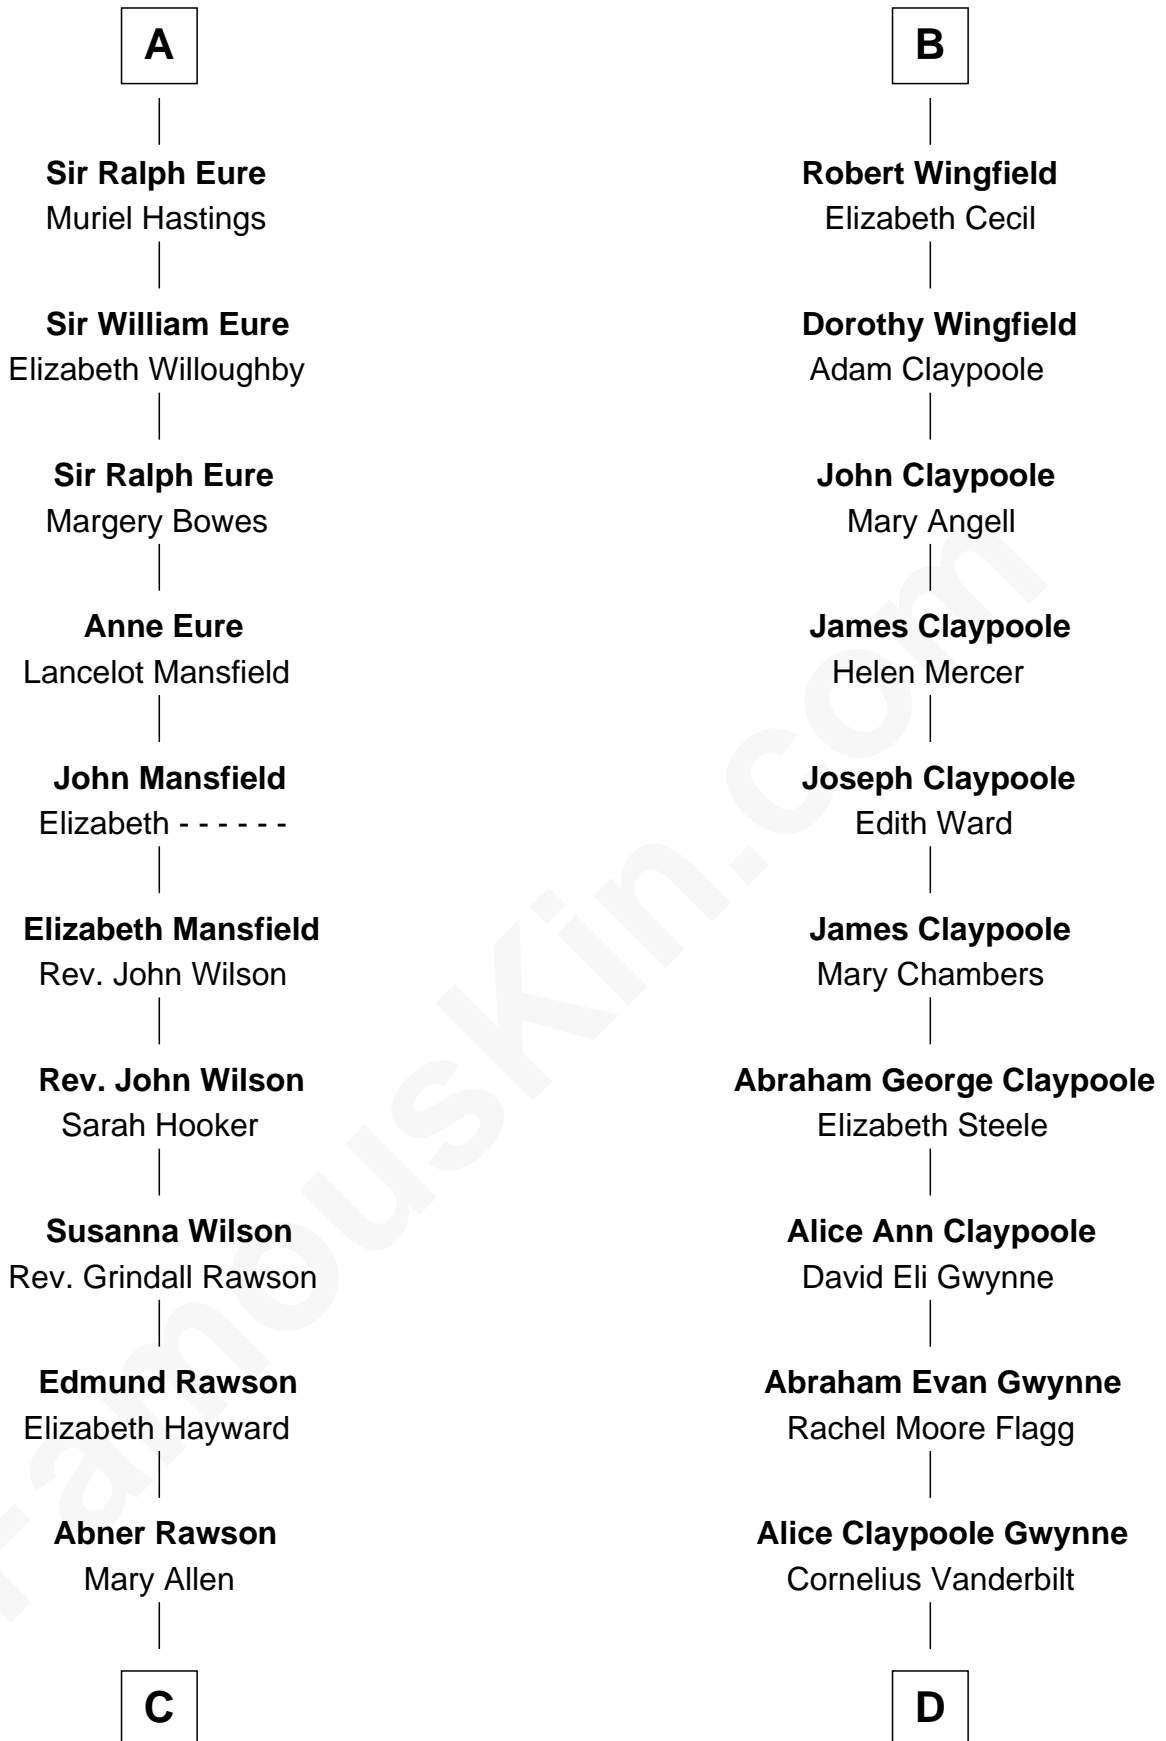 A
Sir Ralph Eure
Muriel Hastings
Sir William Eure
Elizabeth Willoughby
Sir Ralph Eure
Margery Bowes
Anne Eure
Lancelot Mansfield
John Mansfield
Elizabeth - - - - - -
Elizabeth Mansfield
Rev. John Wilson
Rev. John Wilson
Sarah Hooker
Susanna Wilson
Rev. Grindall Rawson
Edmund Rawson
Elizabeth Hayward
Abner Rawson
Mary Allen
C
B
Robert Wingfield
Elizabeth Cecil
Dorothy Wingfield
Adam Claypoole
John Claypoole
Mary Angell
James Claypoole
Helen Mercer
Joseph Claypoole
Edith Ward
James Claypoole
Mary Chambers
Abraham George Claypoole
Elizabeth Steele
Alice Ann Claypoole
David Eli Gwynne
Abraham Evan Gwynne
Rachel Moore Flagg
Alice Claypoole Gwynne
Cornelius Vanderbilt
D
FamousKin.com